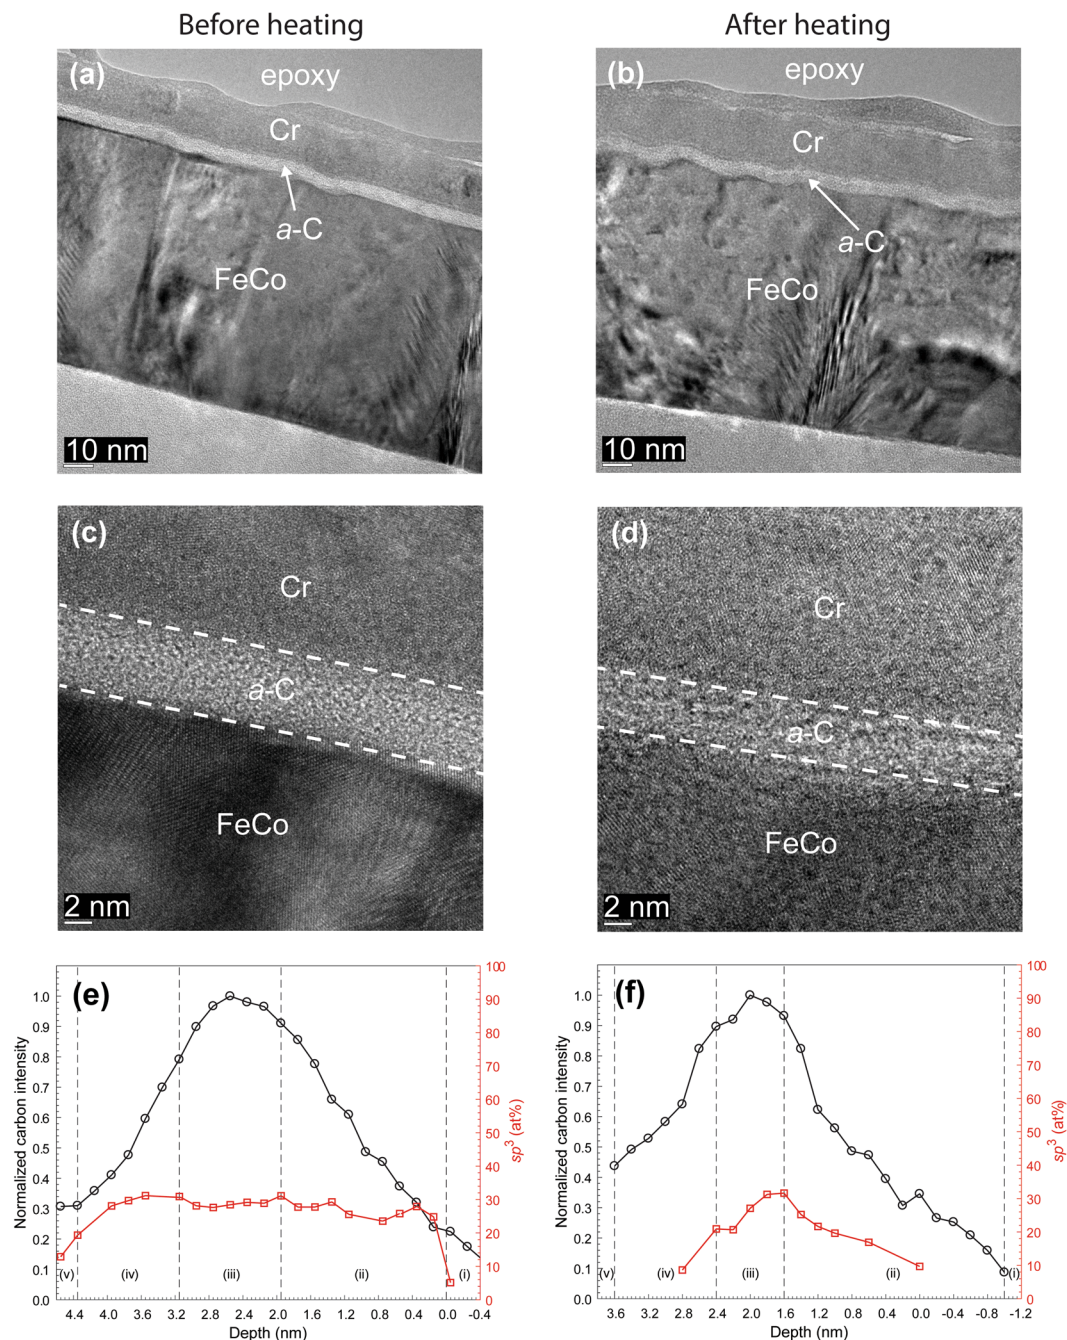 Before heating
After heating
(a)
epoxy
Cr
a-C
FeCo
10 nm
(b)
epoxy
Cr
a-C
FeCo
10 nm
(c)
Cr
a-C
FeCo
2 nm
(d)
Cr
a-C
FeCo
2 nm
(e)
Normalized carbon intensity
1.0
0.9
0.8
0.7
0.6
0.5
0.4
0.3
0.2
0.1
0.0
100
90
80
70
60
50
40
30
20
10
0
sp³ (at%)
(v) (iv) (iii) (ii) (i)
4.4 4.0 3.6 3.2 2.8 2.4 2.0 1.6 1.2 0.8 0.4 0.0 -0.4
Depth (nm)
(f)
Normalized carbon intensity
1.0
0.9
0.8
0.7
0.6
0.5
0.4
0.3
0.2
0.1
0.0
100
90
80
70
60
50
40
30
20
10
0
sp³ (at%)
(v) (iv) (iii) (ii) (i)
3.6 3.2 2.8 2.4 2.0 1.6 1.2 0.8 0.4 0.0 -0.4 -0.8 -1.2
Depth (nm)